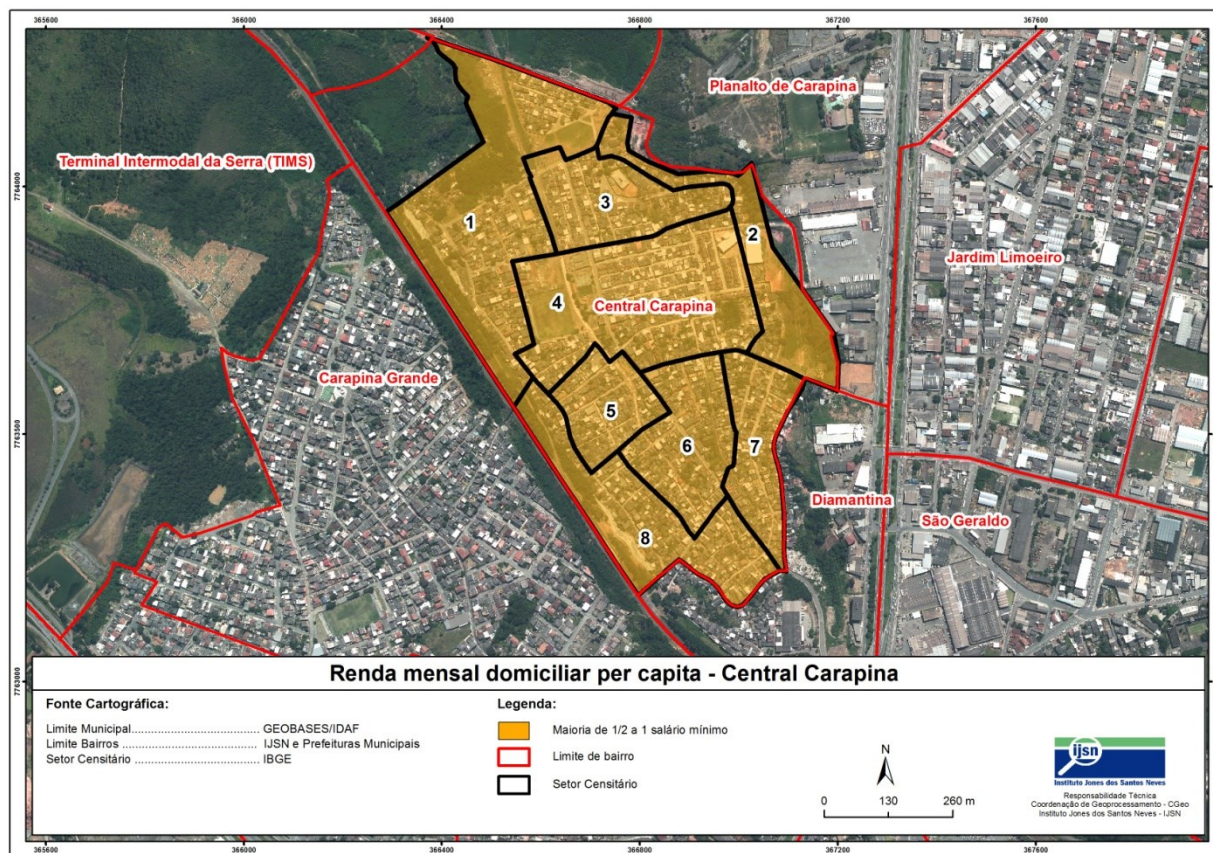 365600 366000 366400 366800 367200 367600
7764000
7763500
7763000
Planalto de Carapina
Terminal Intermodal da Serra (TIMS)
1
3
2
Jardim Limoeiro
4
Central Carapina
Carapina Grande
5
6
7
Diamantina
São Geraldo
8
Renda mensal domiciliar per capita - Central Carapina
Fonte Cartográfica:
Limite Municipal.................................. GEOBASES/IDAF
Limite Bairros .................................... IJSN e Prefeituras Municipais
Setor Censitário ................................ IBGE
Legenda:
Maioria de 1/2 a 1 salário mínimo
Limite de bairro
Setor Censitário
N
0 130 260 m
ijsn
Instituto Jones dos Santos Neves
Responsabilidade Técnica
Coordenação de Geoprocessamento - CGeo
Instituto Jones dos Santos Neves - IJSN
365600 366000 366400 366800 367200 367600